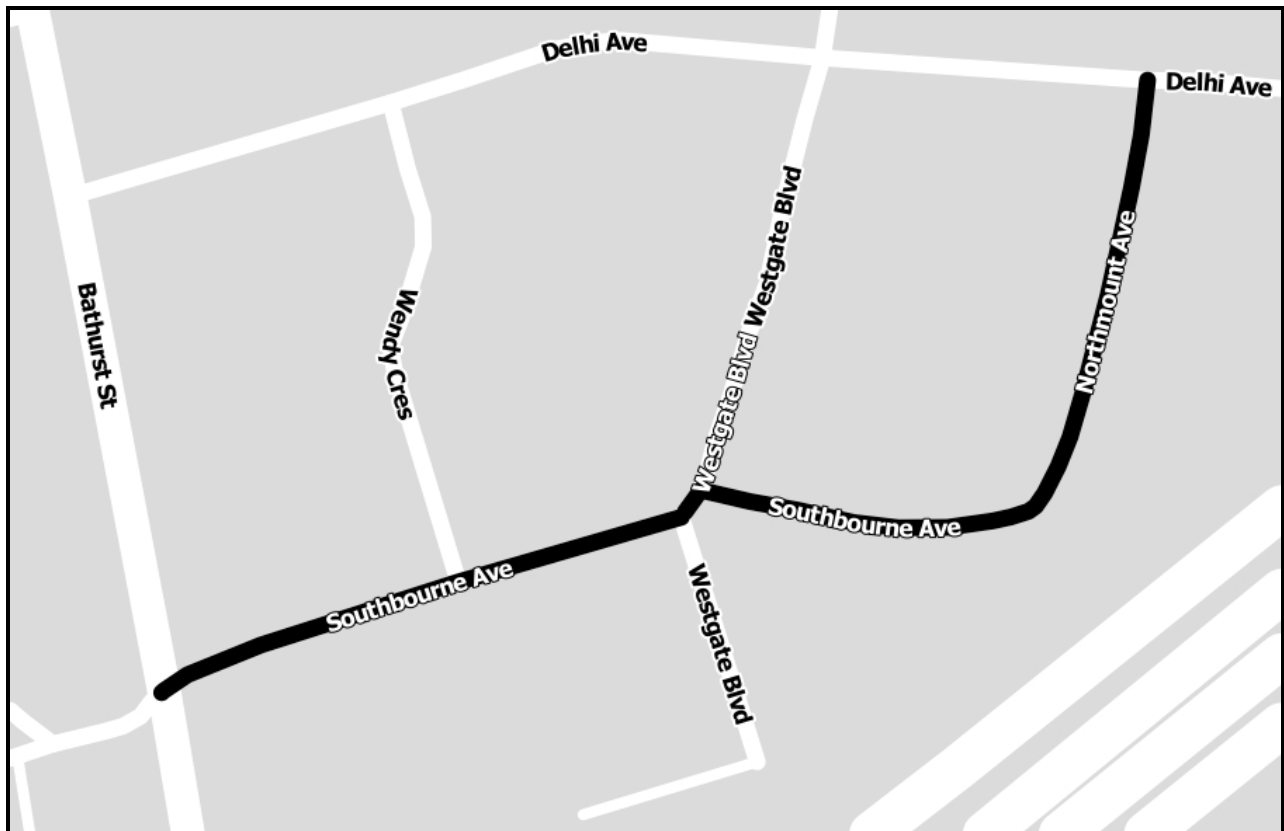 Delhi Ave
Delhi Ave
Westgate Blvd
Northmount Ave
Bathurst St
Wendy Cres
Westgate Blvd
Southbourne Ave
Southbourne Ave
Westgate Blvd